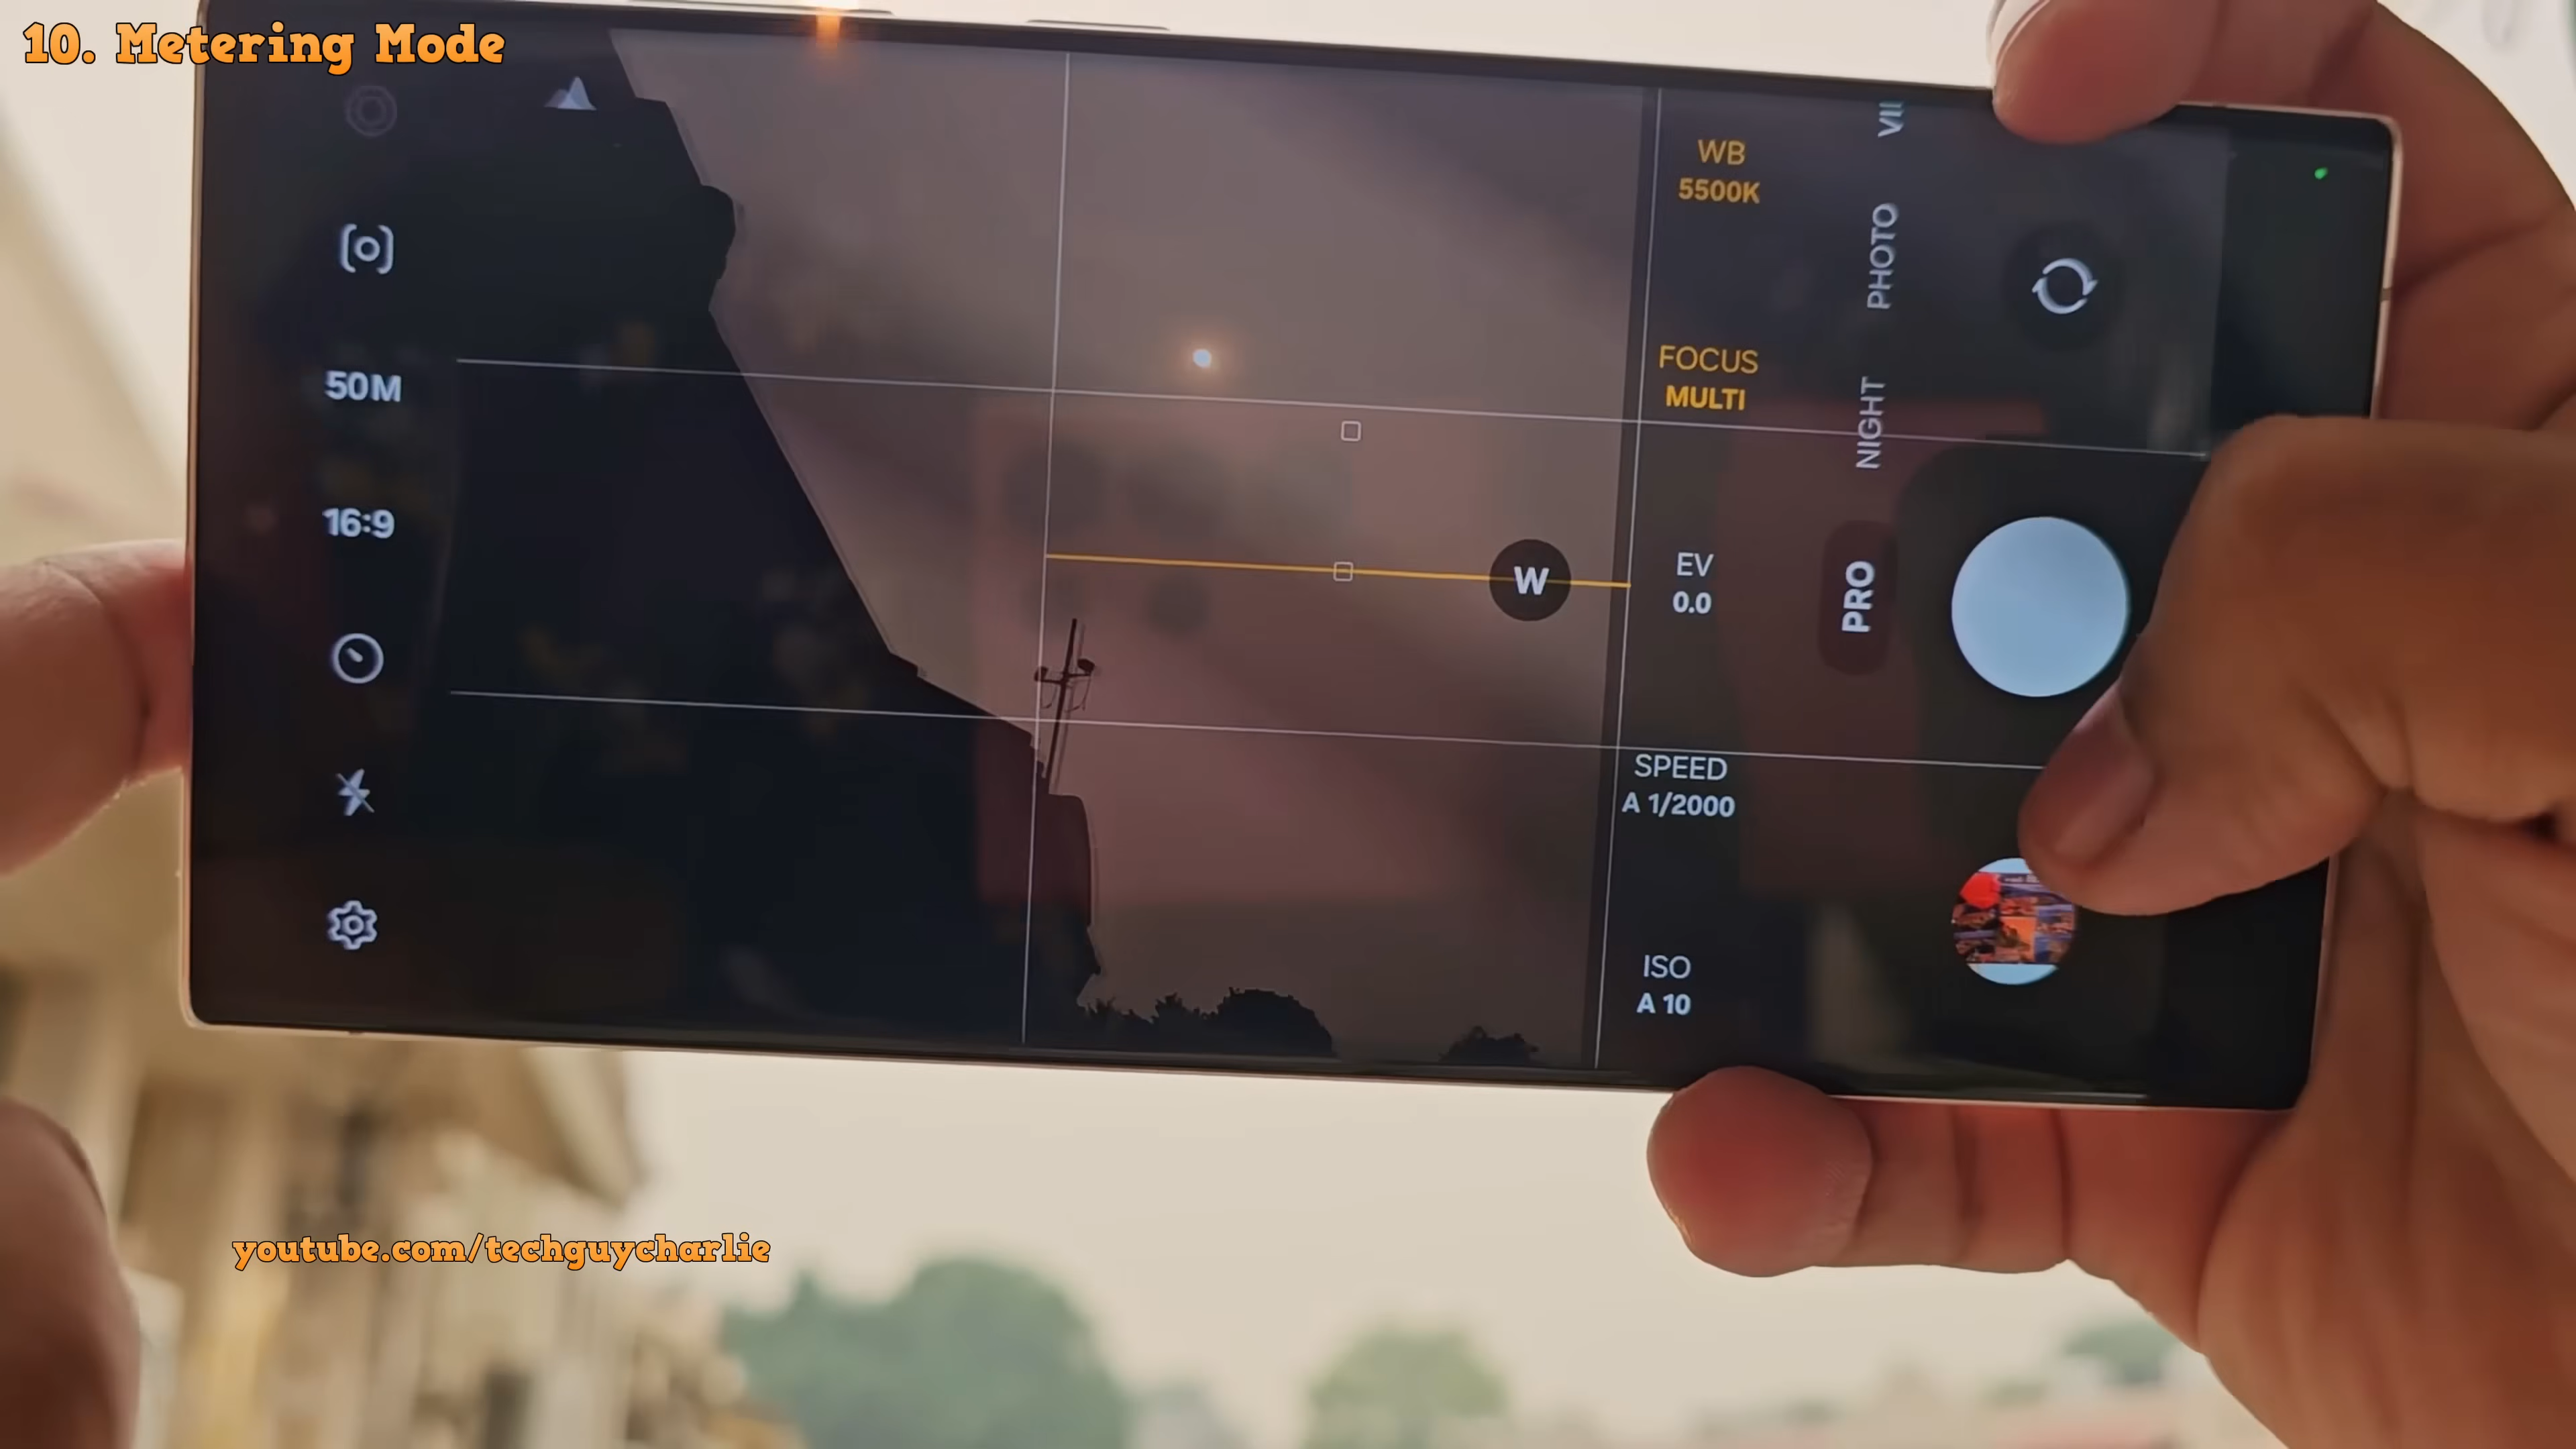 10. Metering Mode
50M
16:9
W
WB
5500K
FOCUS
MULTI
EV
0.0
SPEED
A 1/2000
ISO
A 10
PHOTO
NIGHT
PRO
youtube.com/techguycharlie